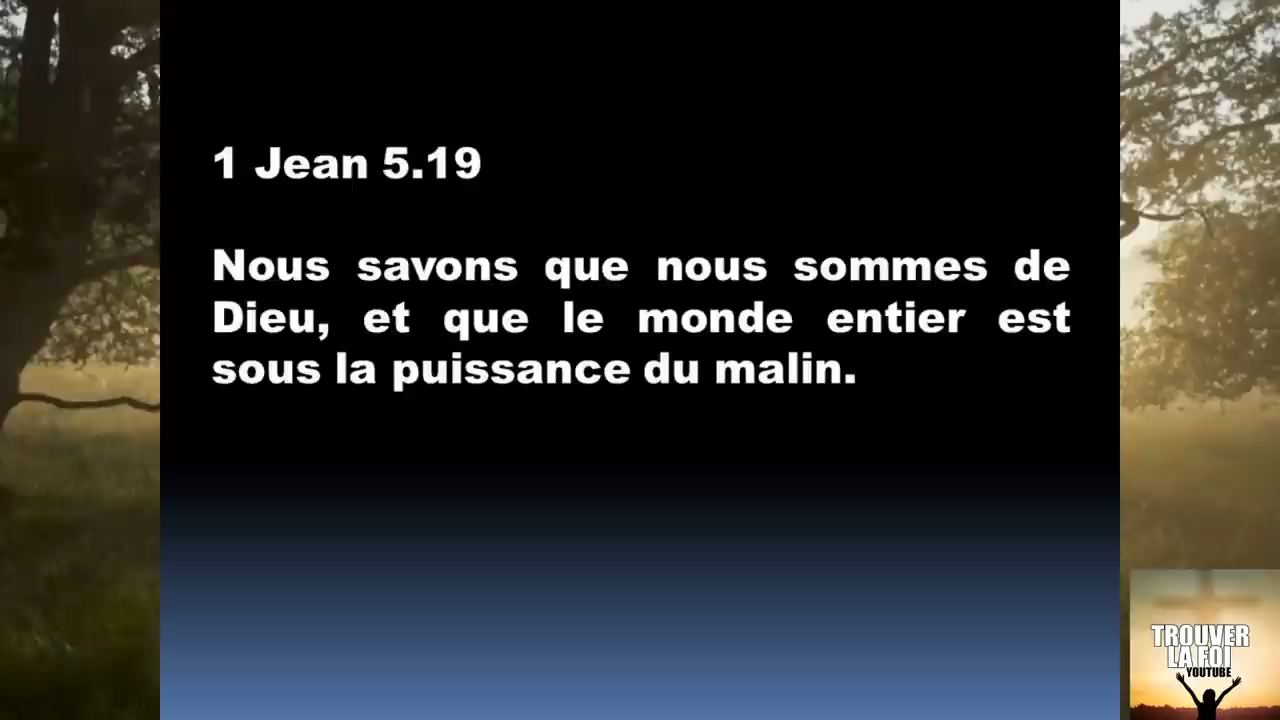 1 Jean 5.19
Nous savons que nous sommes de
Dieu, et que le monde entier est
sous la puissance du malin.
TROUVER
LA FOI
YOUTUBE